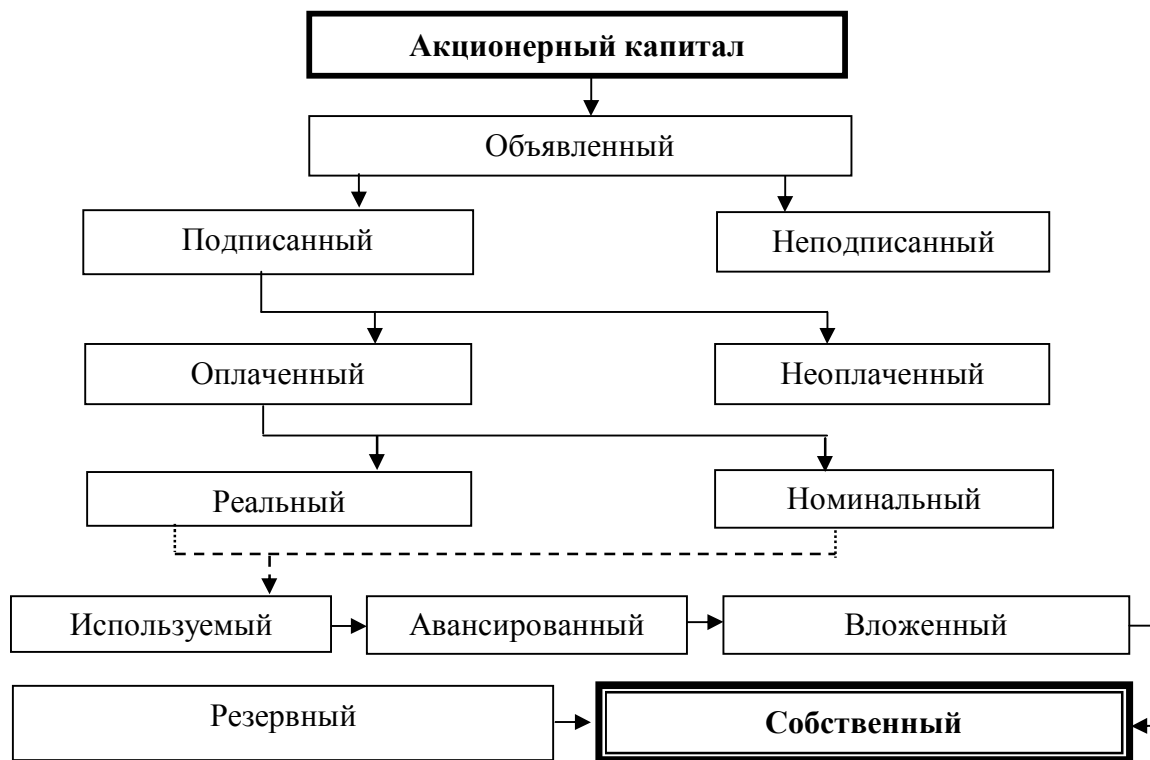 Акционерный капитал
Объявленный
Подписанный
Неподписанный
Оплаченный
Неоплаченный
Реальный
Номинальный
Используемый
Авансированный
Вложенный
Резервный
Собственный